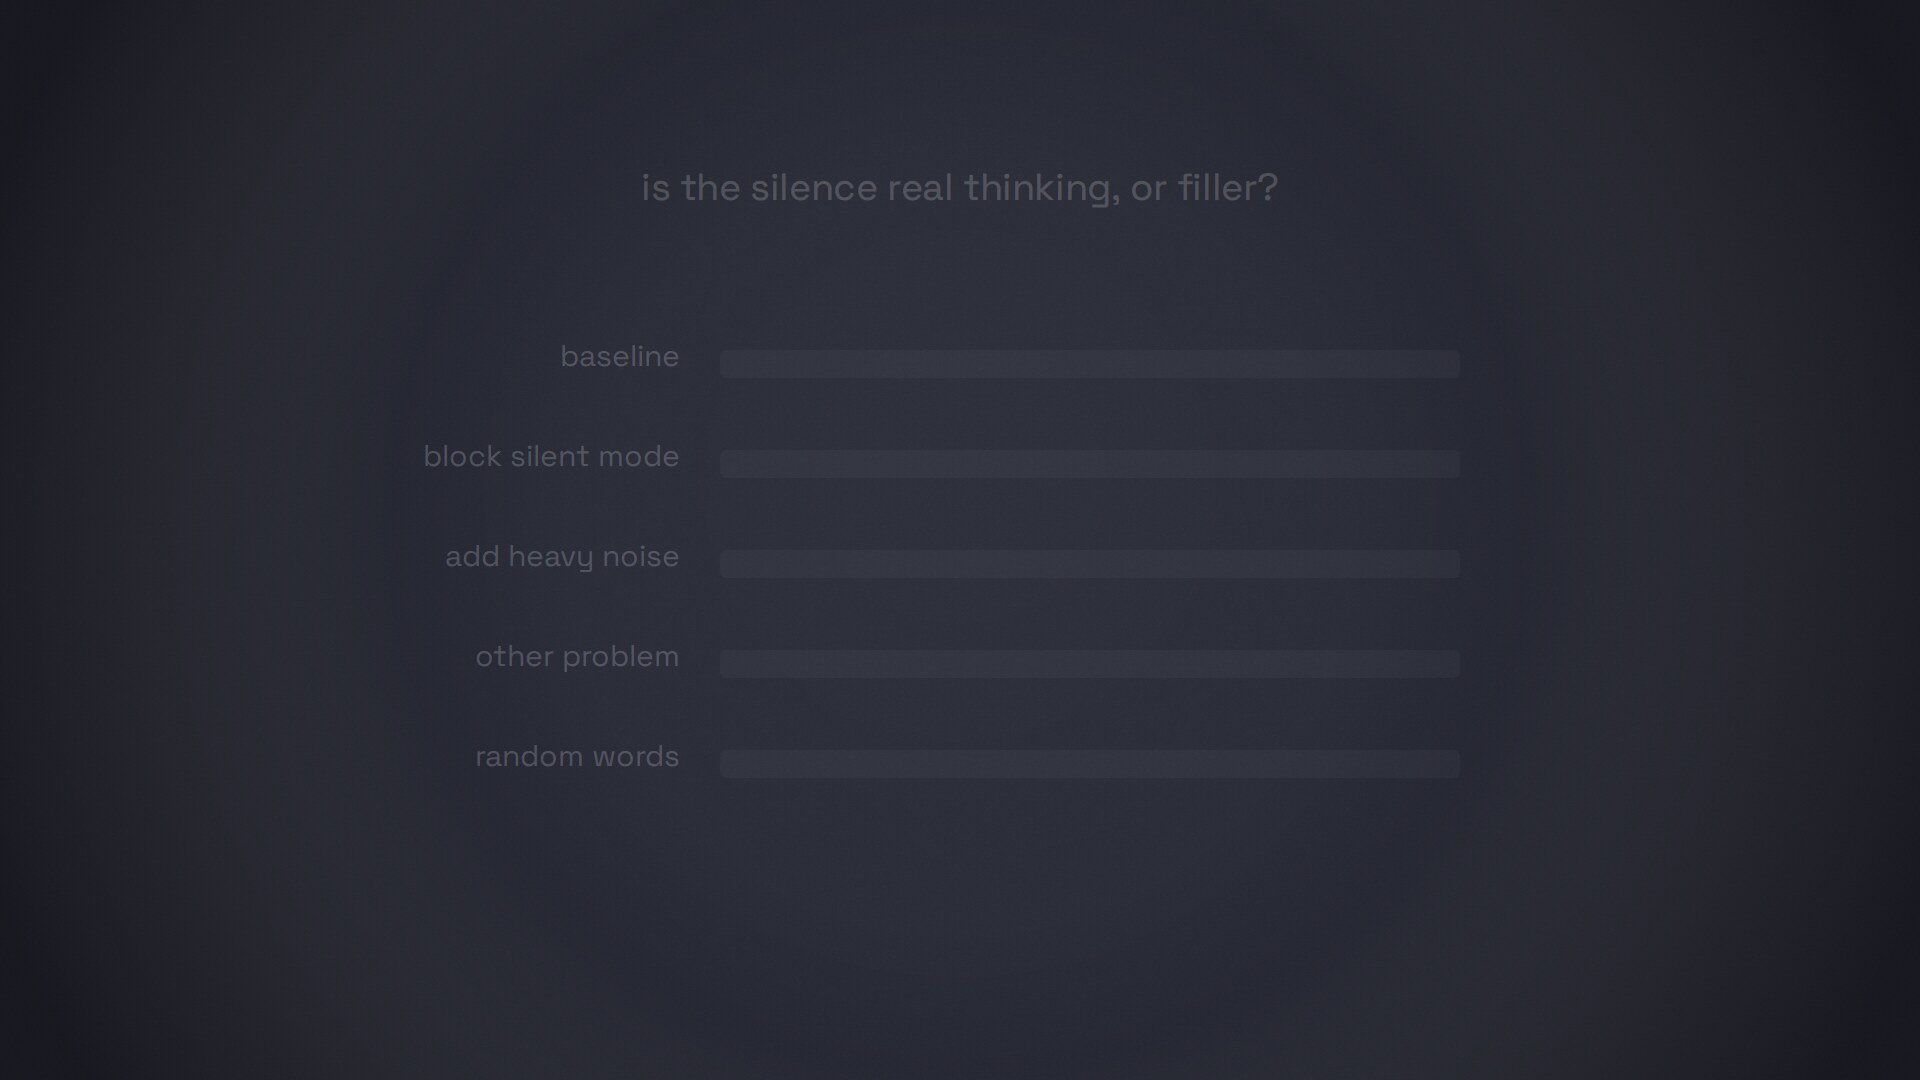 is the silence real thinking, or filler?
baseline
block silent mode
add heavy noise
other problem
random words